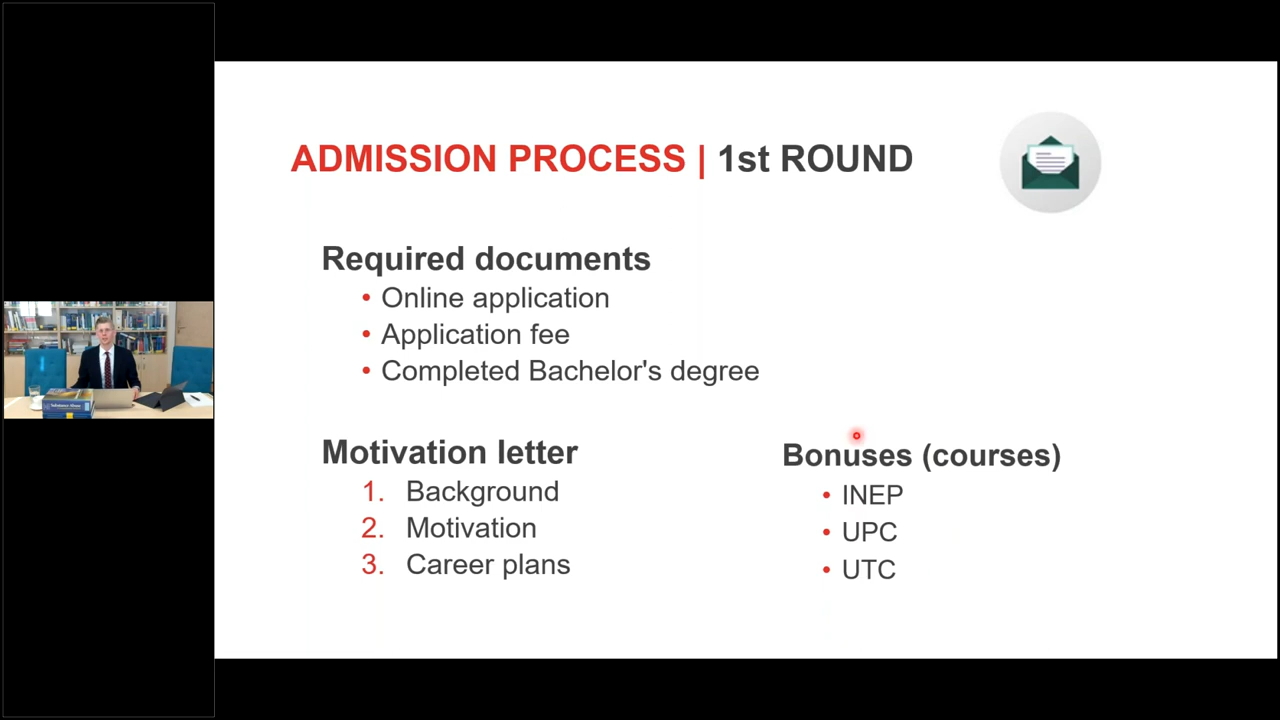 ADMISSION PROCESS | 1st ROUND
Required documents
• Online application
• Application fee
• Completed Bachelor's degree
Motivation letter
1. Background
2. Motivation
3. Career plans
Bonuses (courses)
• INEP
• UPC
• UTC